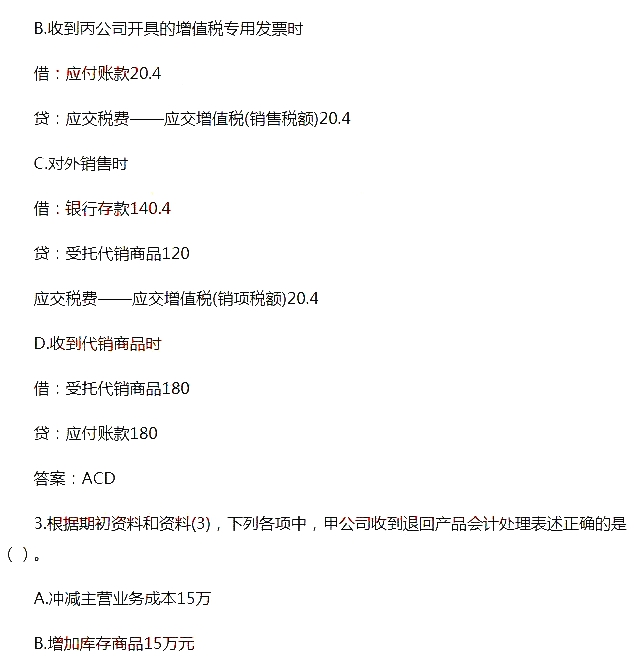 B.收到丙公司开具的增值税专用发票时
借：应付账款20.4
贷：应交税费——应交增值税(销售税额)20.4
C.对外销售时
借：银行存款140.4
贷：受托代销商品120
应交税费——应交增值税(销项税额)20.4
D.收到代销商品时
借：受托代销商品180
贷：应付账款180
答案：ACD
3.根据期初资料和资料(3)，下列各项中，甲公司收到退回产品会计处理表述正确的是
( )。
A.冲减主营业务成本15万
B.增加库存商品15万元